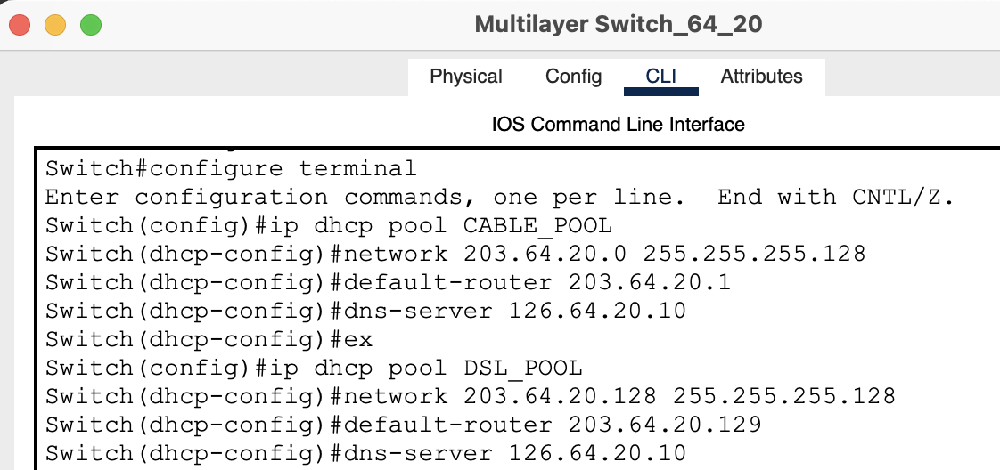 Multilayer Switch_64_20
Physical Config CLI Attributes
IOS Command Line Interface
Switch#configure terminal
Enter configuration commands, one per line.  End with CNTL/Z.
Switch(config)#ip dhcp pool CABLE_POOL
Switch(dhcp-config)#network 203.64.20.0 255.255.255.128
Switch(dhcp-config)#default-router 203.64.20.1
Switch(dhcp-config)#dns-server 126.64.20.10
Switch(dhcp-config)#ex
Switch(config)#ip dhcp pool DSL_POOL
Switch(dhcp-config)#network 203.64.20.128 255.255.255.128
Switch(dhcp-config)#default-router 203.64.20.129
Switch(dhcp-config)#dns-server 126.64.20.10